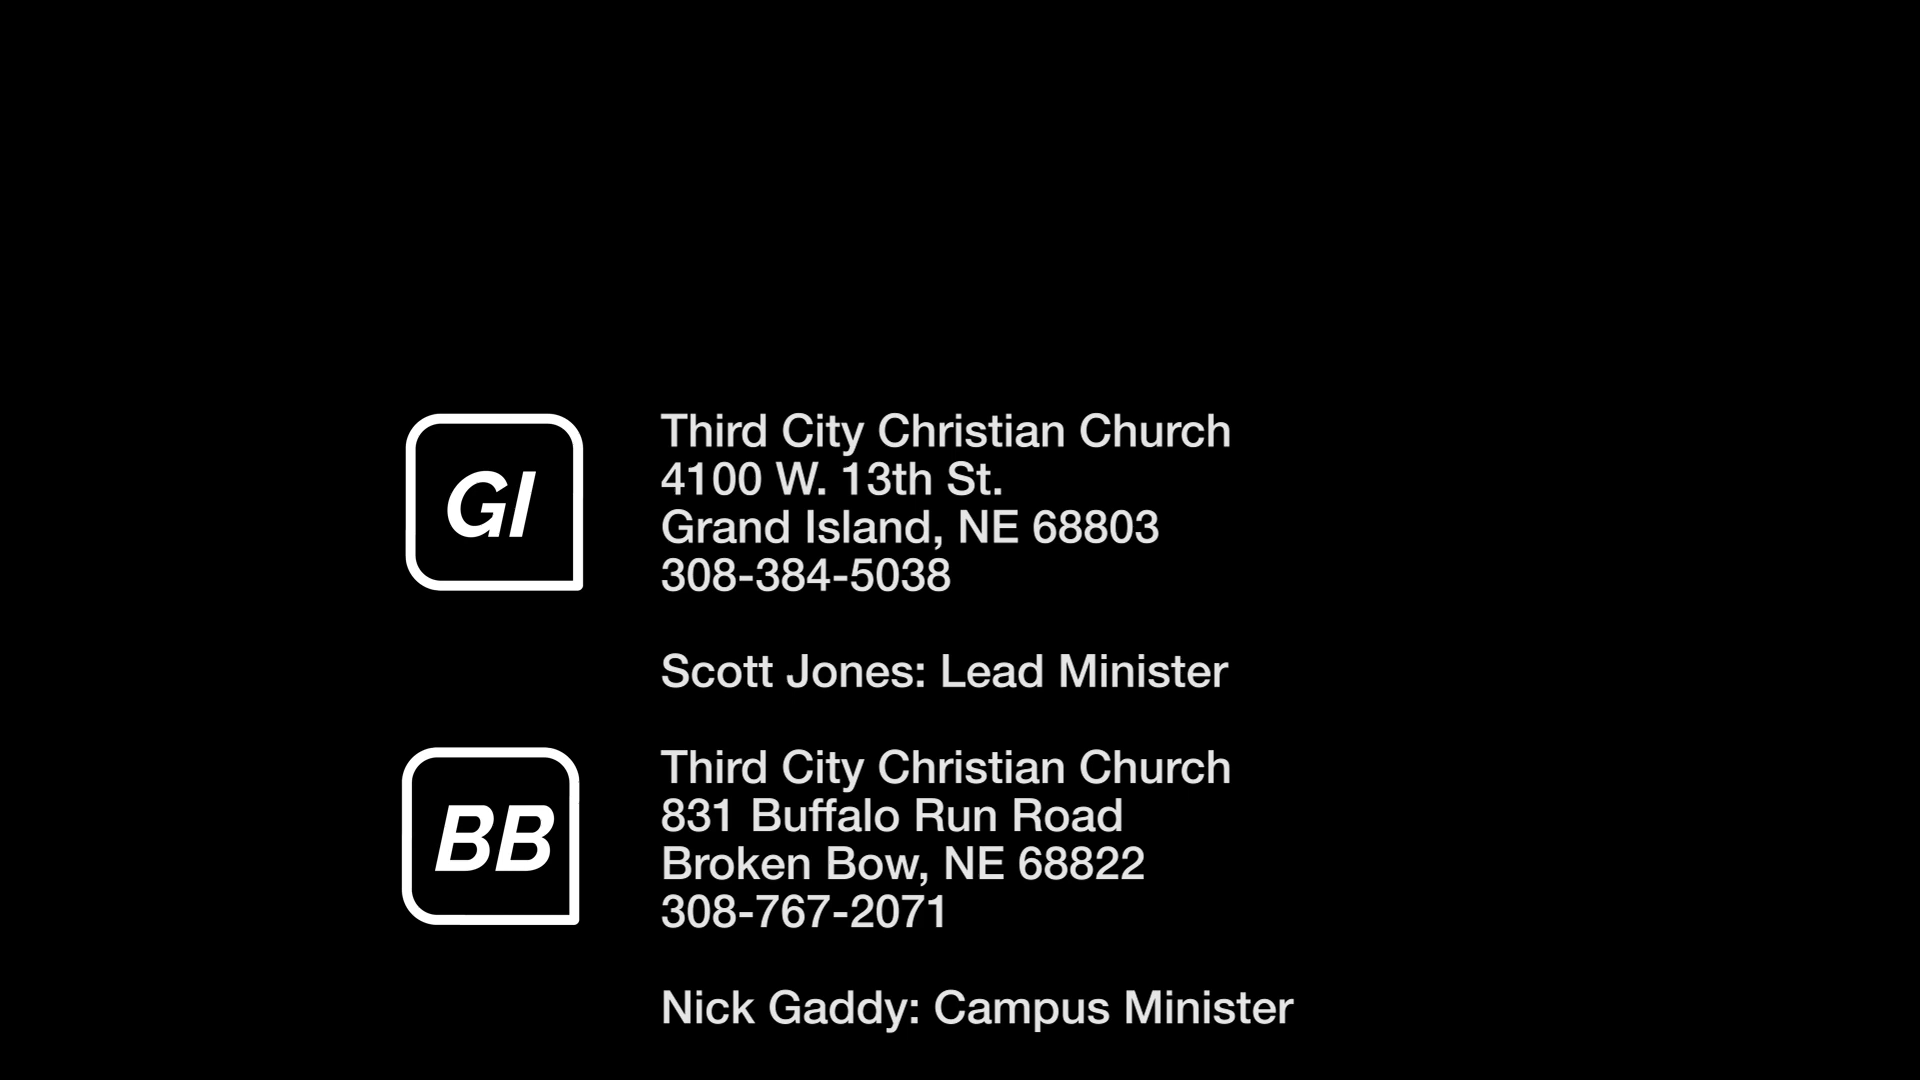 GI
Third City Christian Church
4100 W. 13th St.
Grand Island, NE 68803
308-384-5038
Scott Jones: Lead Minister
BB
Third City Christian Church
831 Buffalo Run Road
Broken Bow, NE 68822
308-767-2071
Nick Gaddy: Campus Minister